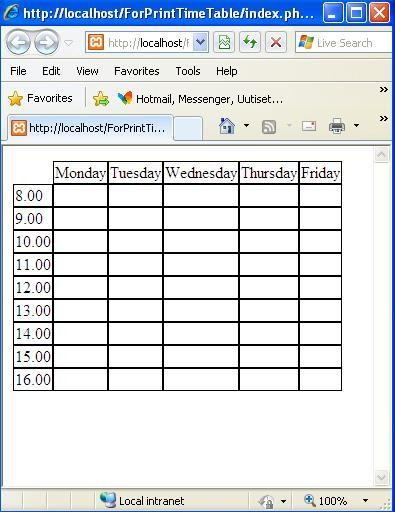 http://localhost/ForPrintTimeTable/index.ph...
http://localhost/f
Live Search
File Edit View Favorites Tools Help
Favorites Hotmail, Messenger, Uutiset...
http://localhost/ForPrintTi...
Monday Tuesday Wednesday Thursday Friday
8.00
9.00
10.00
11.00
12.00
13.00
14.00
15.00
16.00
Local intranet 100%